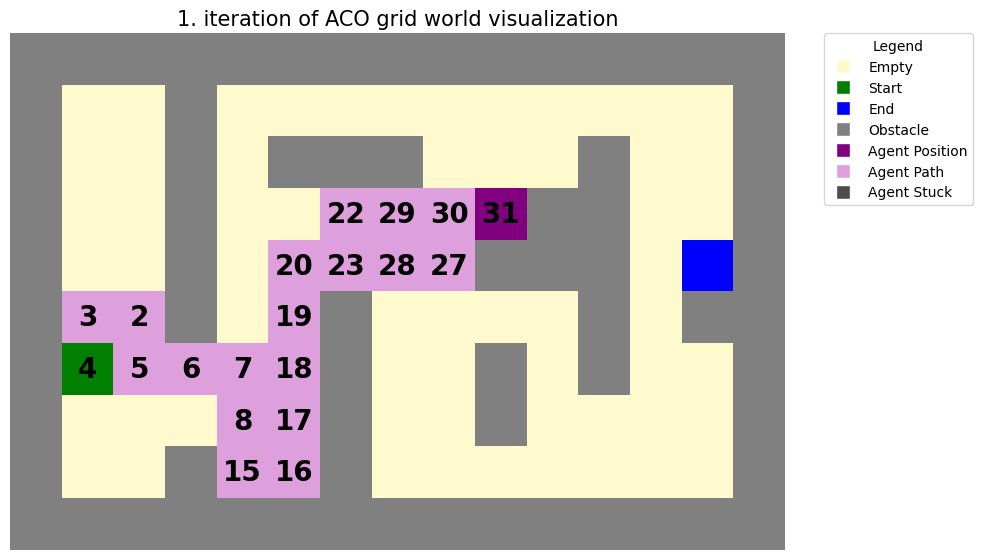 1. iteration of ACO grid world visualization
Legend
Empty
Start
End
Obstacle
Agent Position
Agent Path
Agent Stuck
22 29 30 31
20 23 28 27
3 2 19
4 5 6 7 18
8 17
15 16